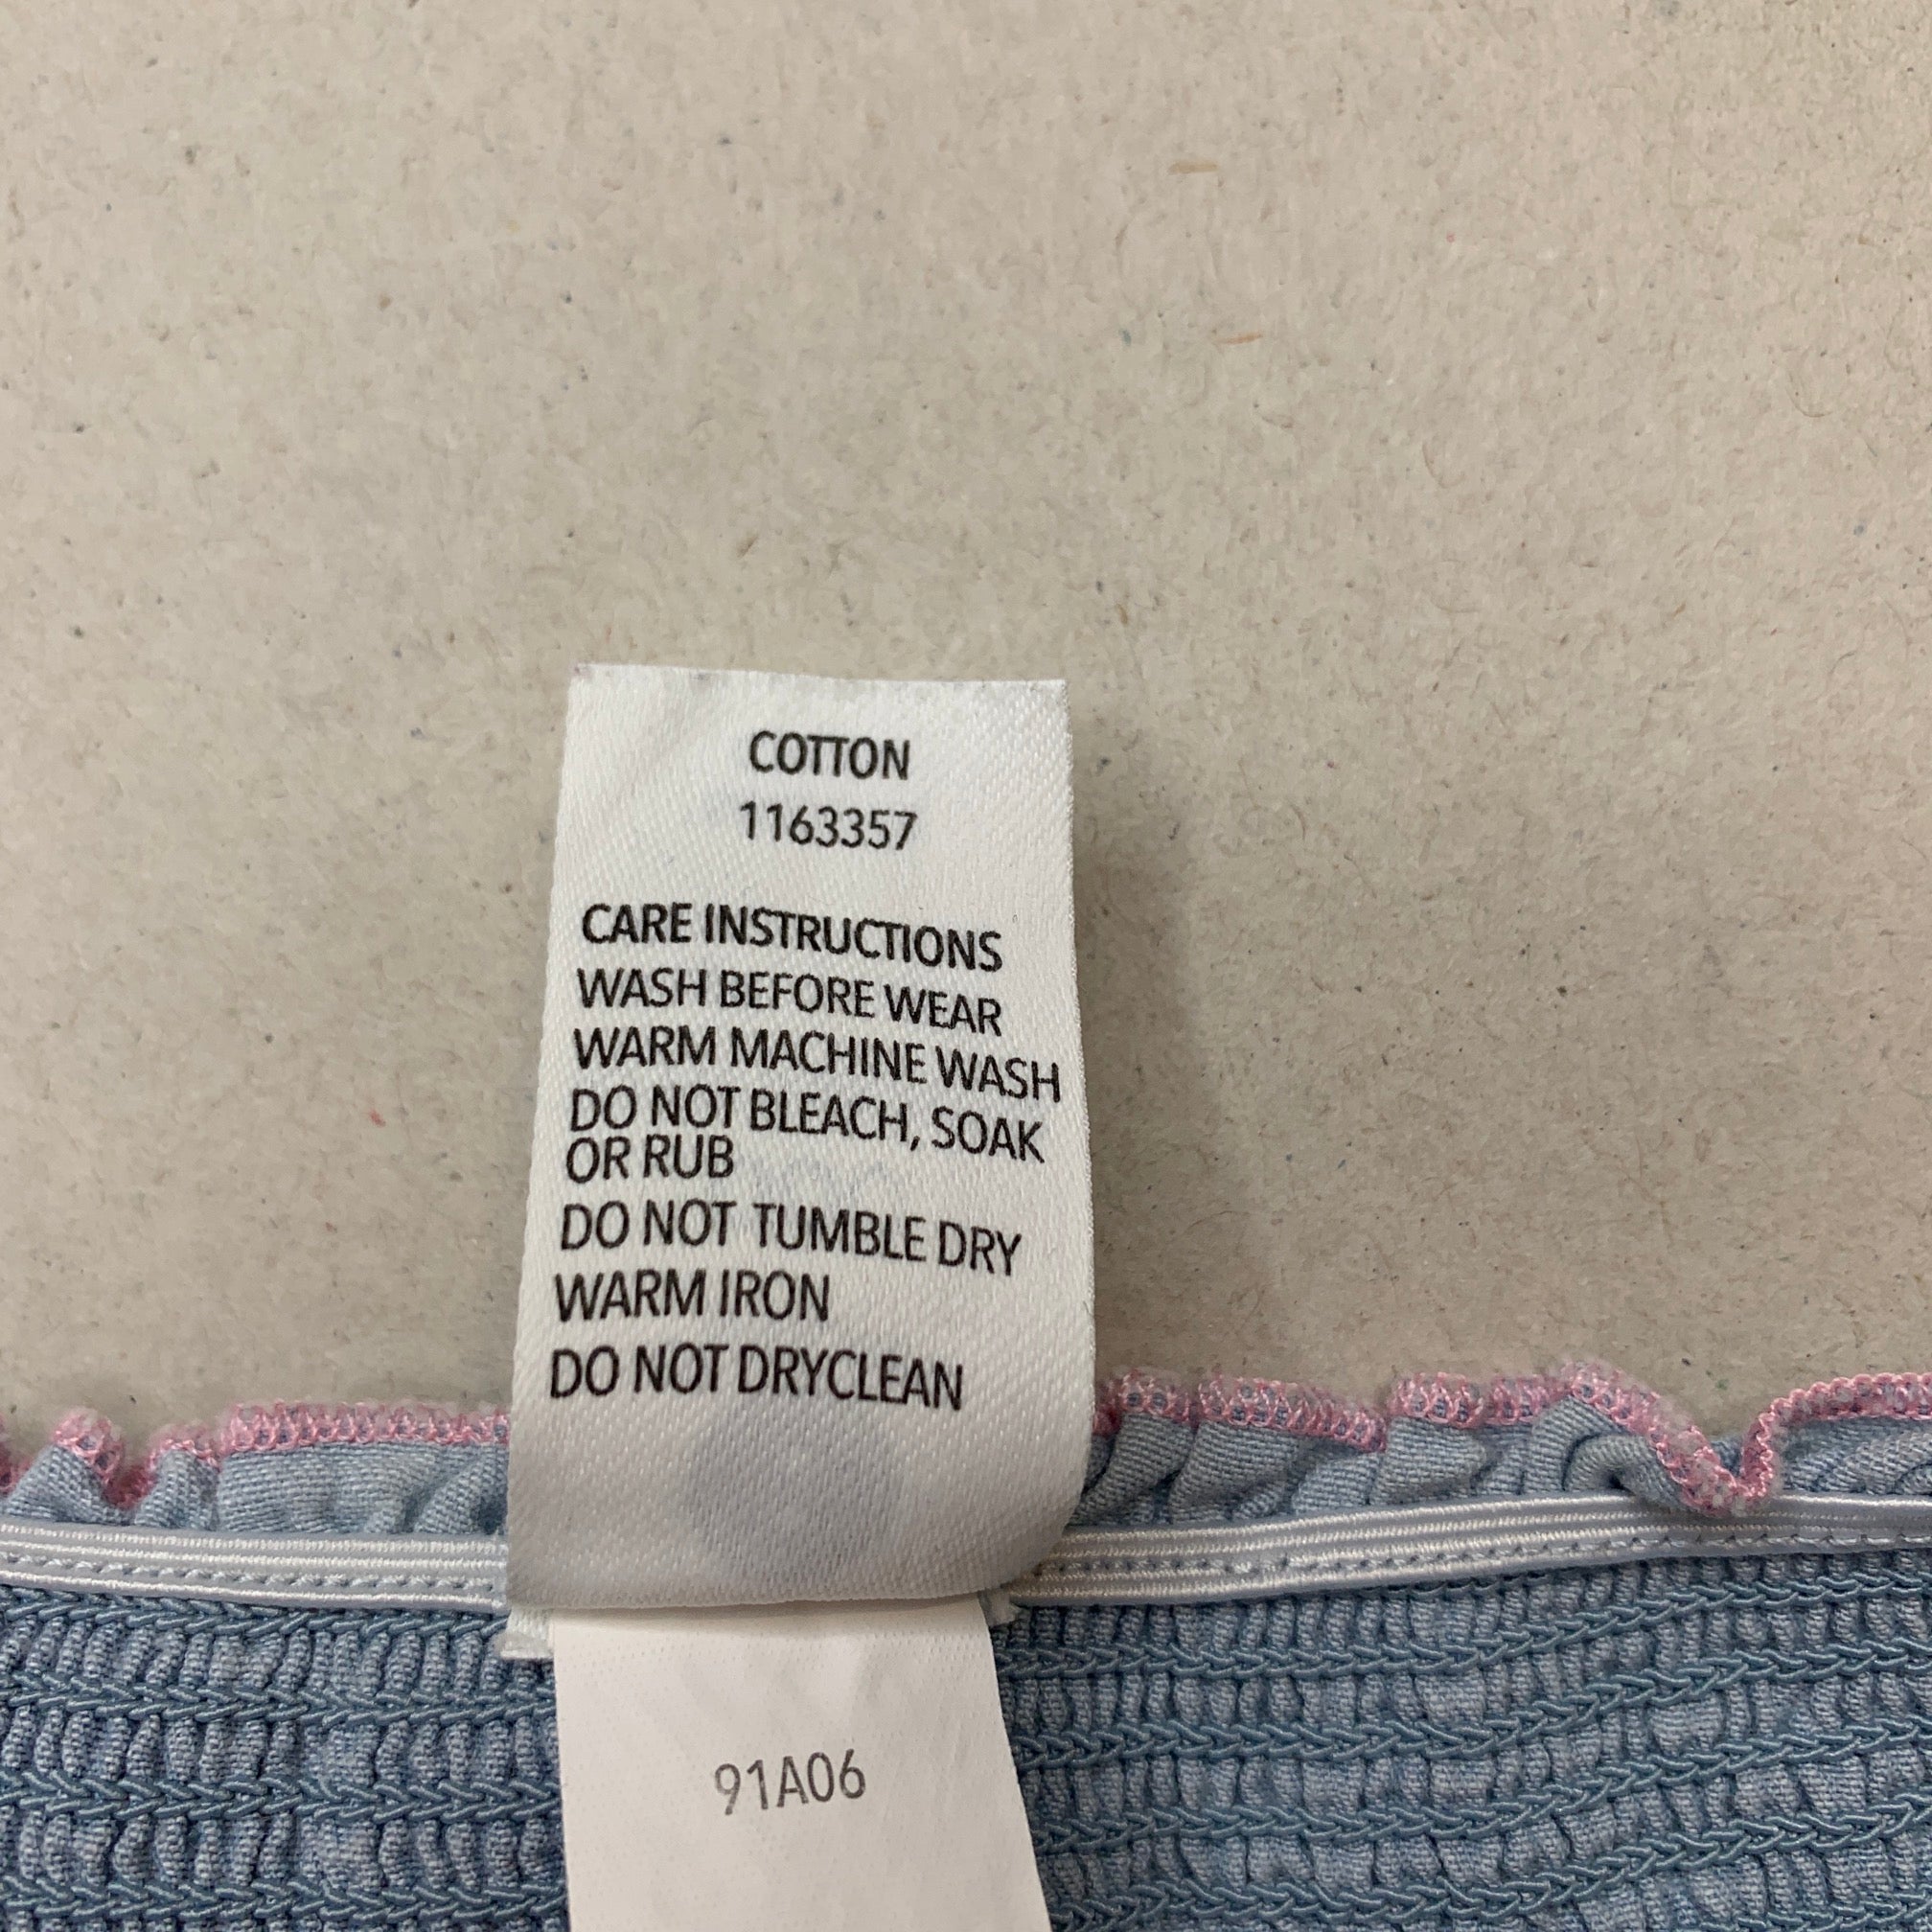 COTTON
1163357
CARE INSTRUCTIONS
WASH BEFORE WEAR
WARM MACHINE WASH
DO NOT BLEACH, SOAK
OR RUB
DO NOT TUMBLE DRY
WARM IRON
DO NOT DRYCLEAN
91A06